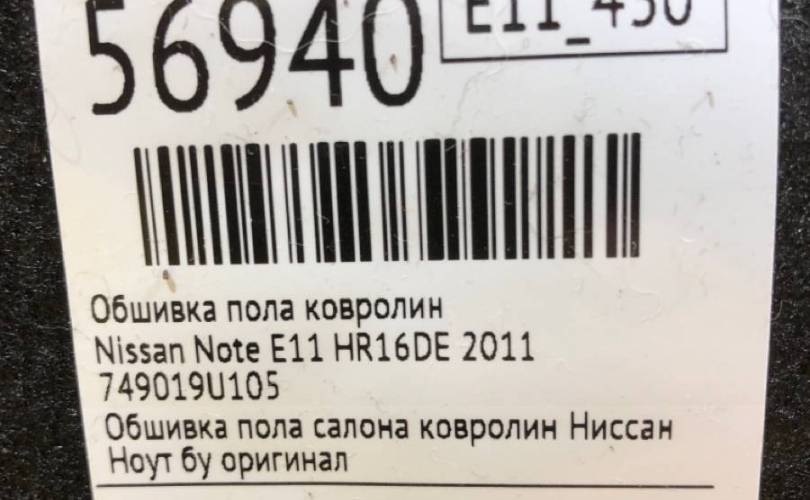 56940
E11_450
Обшивка пола ковролин
Nissan Note E11 HR16DE 2011
749019U105
Обшивка пола салона ковролин Ниссан
Ноут бу оригинал